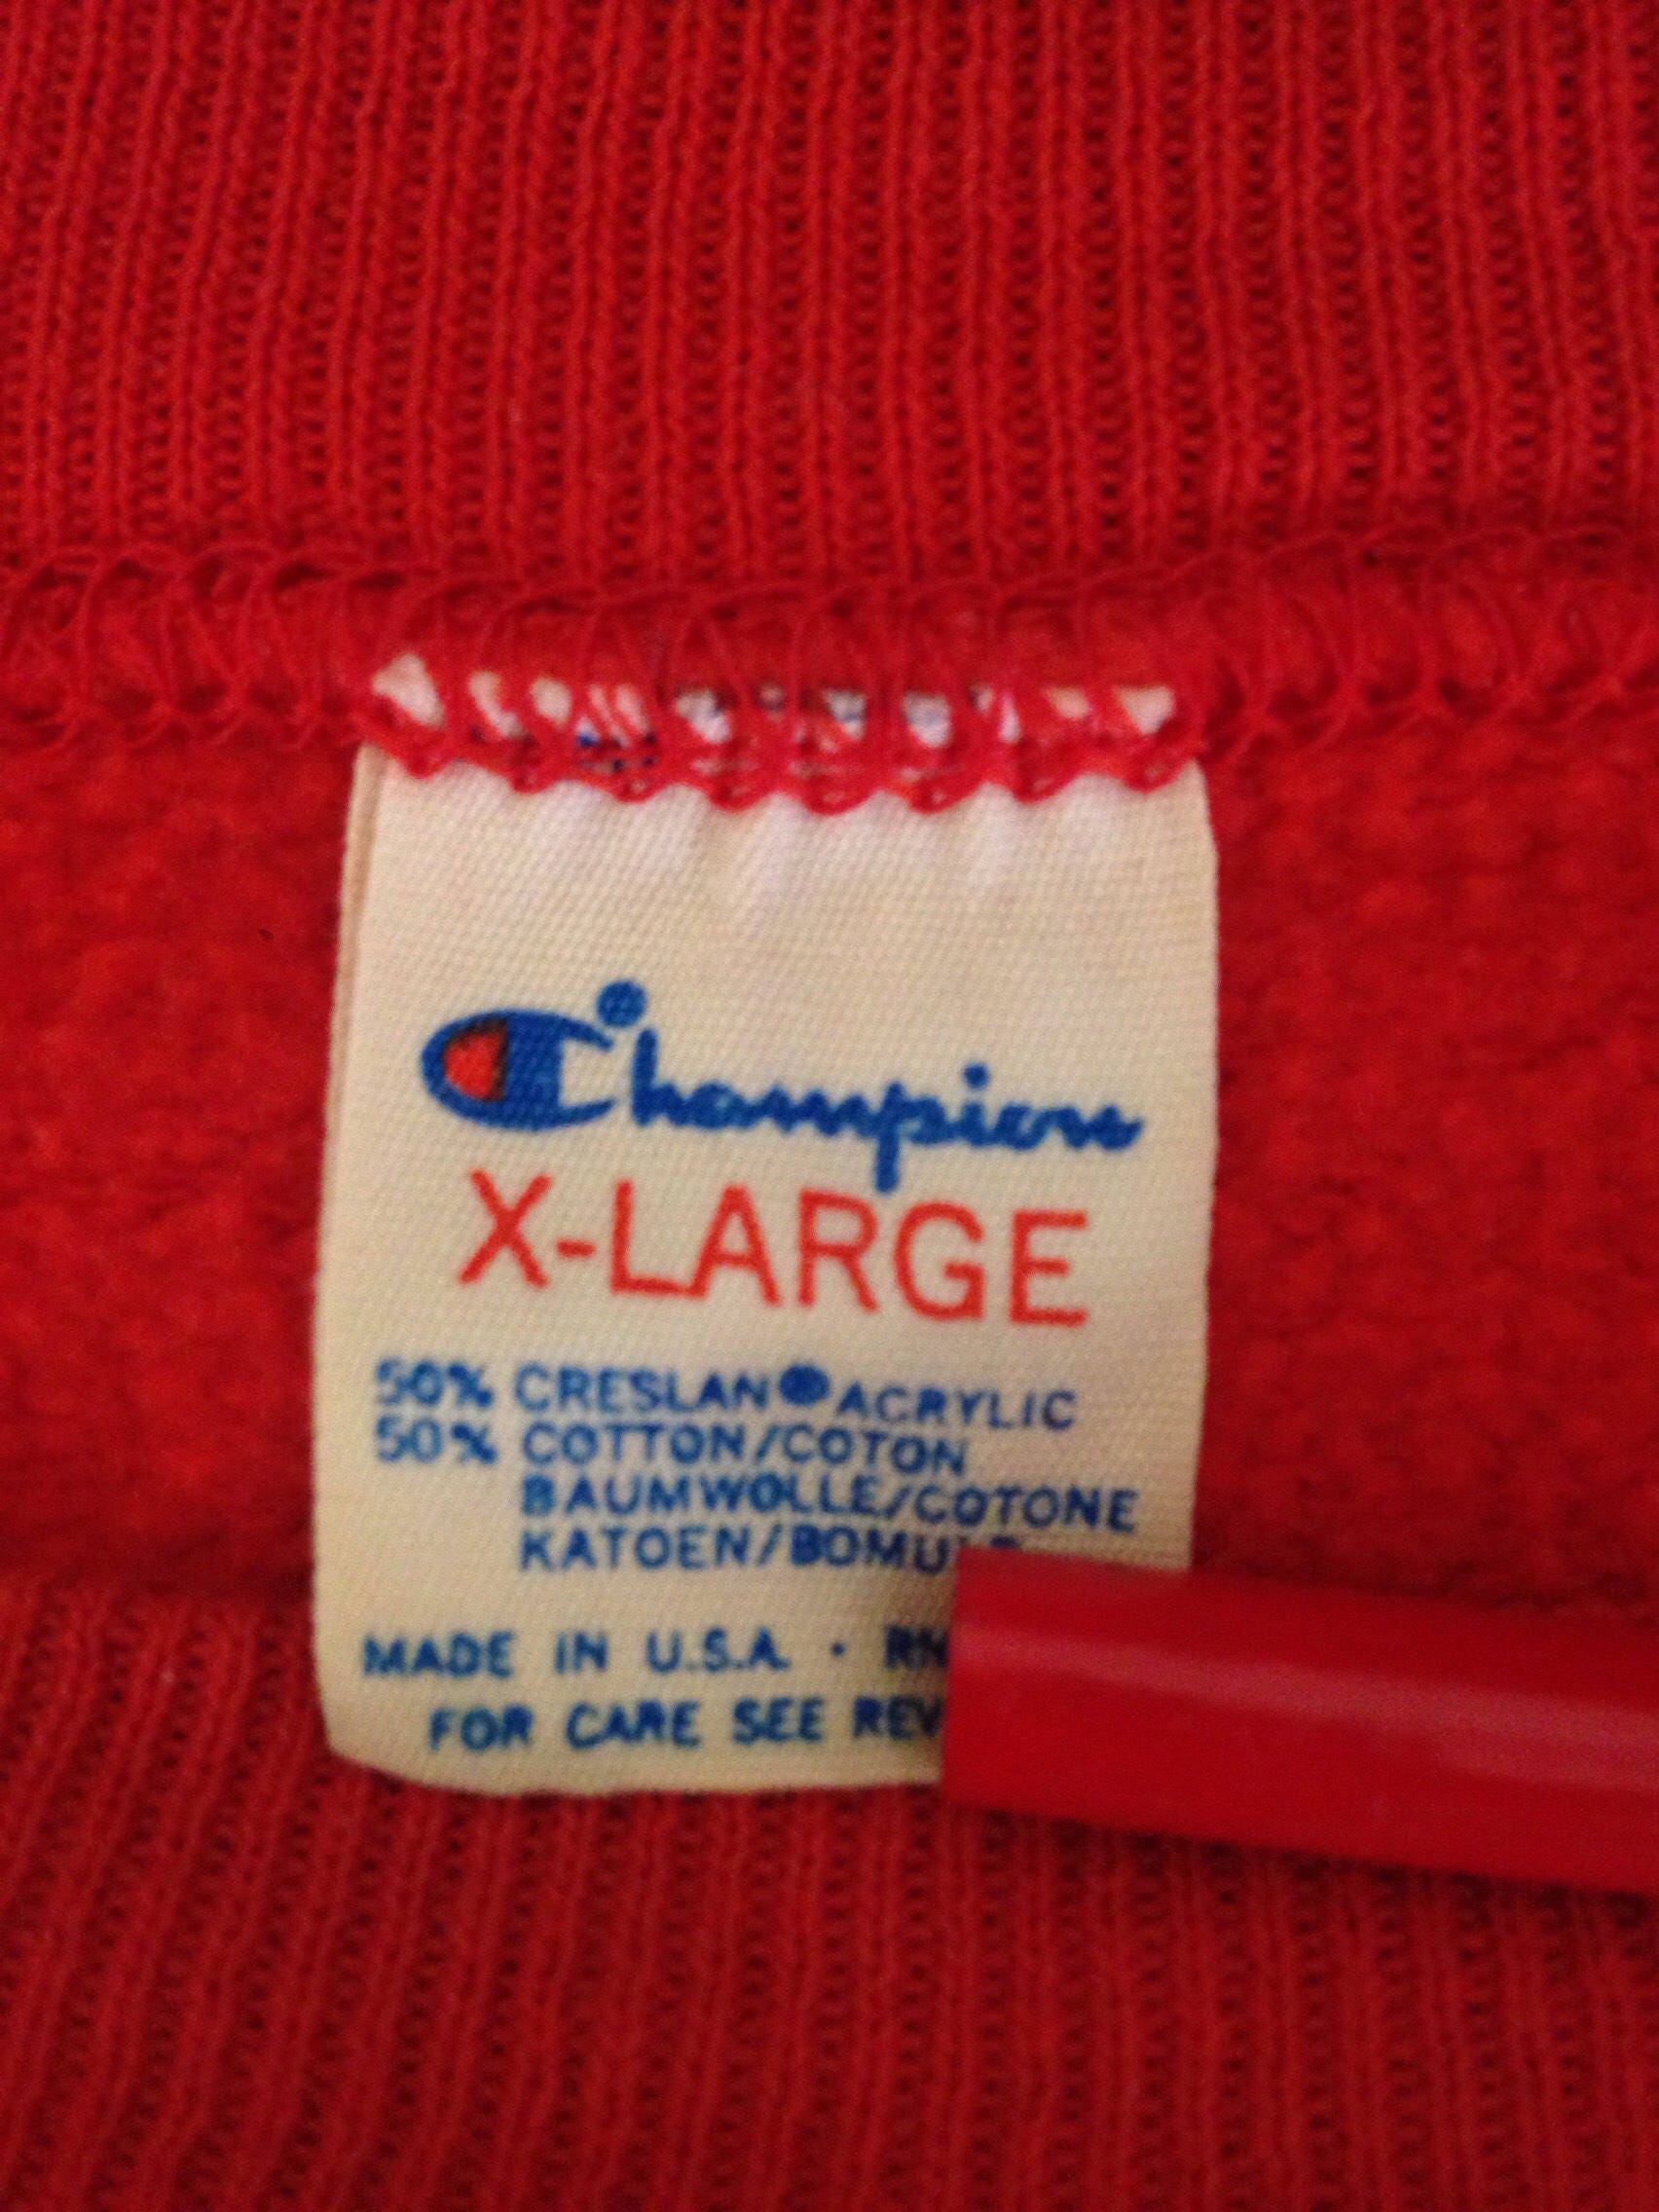 Champion
X-LARGE
50% CRESLAN® ACRYLIC
50% COTTON/COTON
BAUMWOLLE/COTONE
KATOEN/
MADE IN U.S.A. ·
FOR CARE SEE